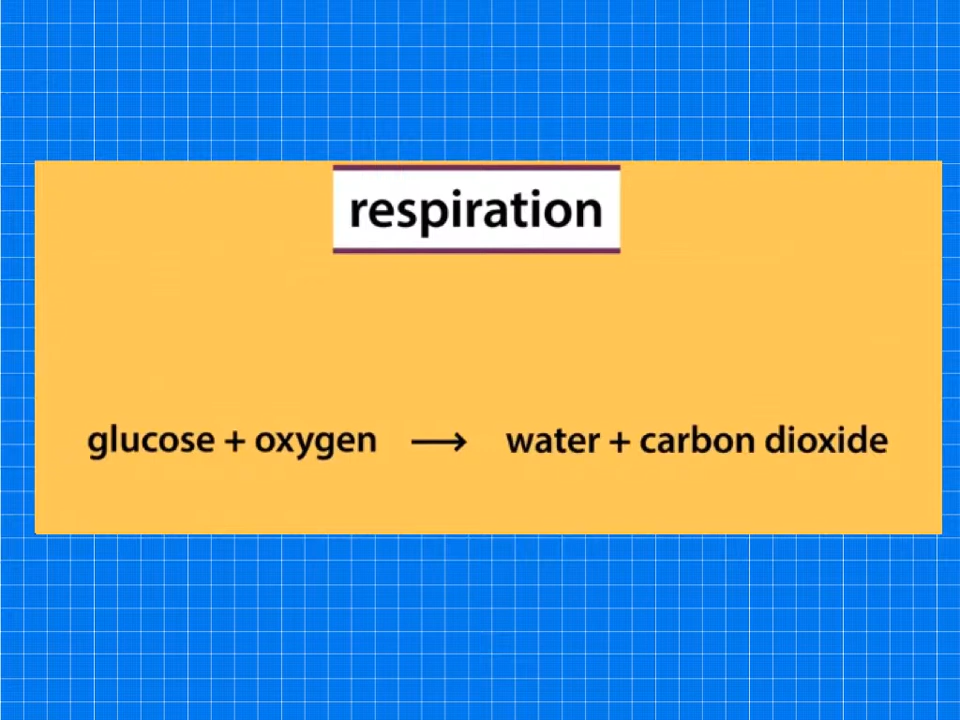 respiration
glucose + oxygen ⟶ water + carbon dioxide